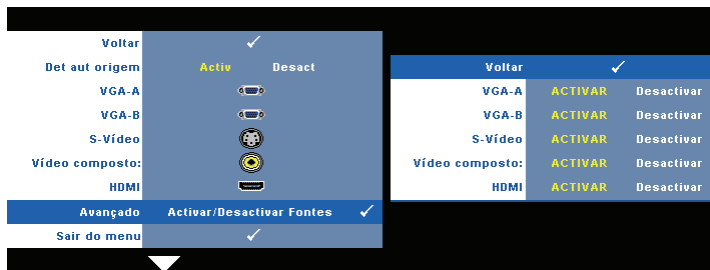 Voltar
Det aut origem Activ Desact
VGA-A
VGA-B
S-Vídeo
Vídeo composto:
HDMI
Avançado Activar/Desactivar Fontes
Sair do menu
Voltar
VGA-A ACTIVAR Desactivar
VGA-B ACTIVAR Desactivar
S-Vídeo ACTIVAR Desactivar
Vídeo composto: ACTIVAR Desactivar
HDMI ACTIVAR Desactivar